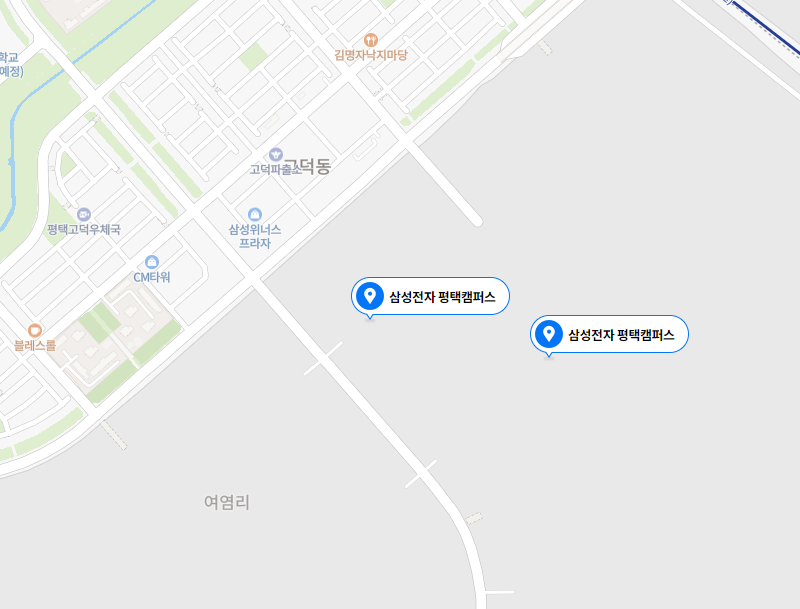 학교
예정)
김명자낙지마당
고덕파출소
고덕동
평택고덕우체국
삼성위너스
프라자
CM타워
삼성전자 평택캠퍼스
삼성전자 평택캠퍼스
블레스롤
여염리